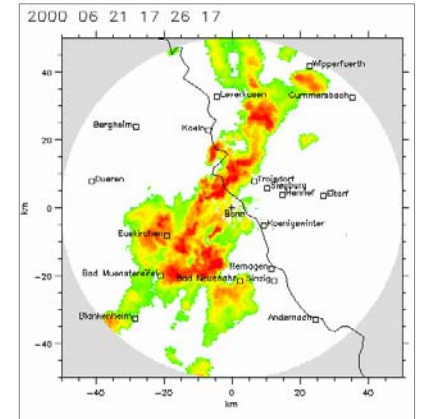 2000 06 21 17 26 17
Wipperfuerth
Leverkusen
Gummersbach
Bergheim
Koeln
Dueren
Troisdorf
Siegburg
Hennef
Eitorf
Bonn
Koenigswinter
Euskirchen
Bad Muenstereifel
Remagen
Bad Neuenahr
Sinzig
Blankenheim
Andernach
40
20
0
-20
-40
km
-40 -20 0 20 40
km